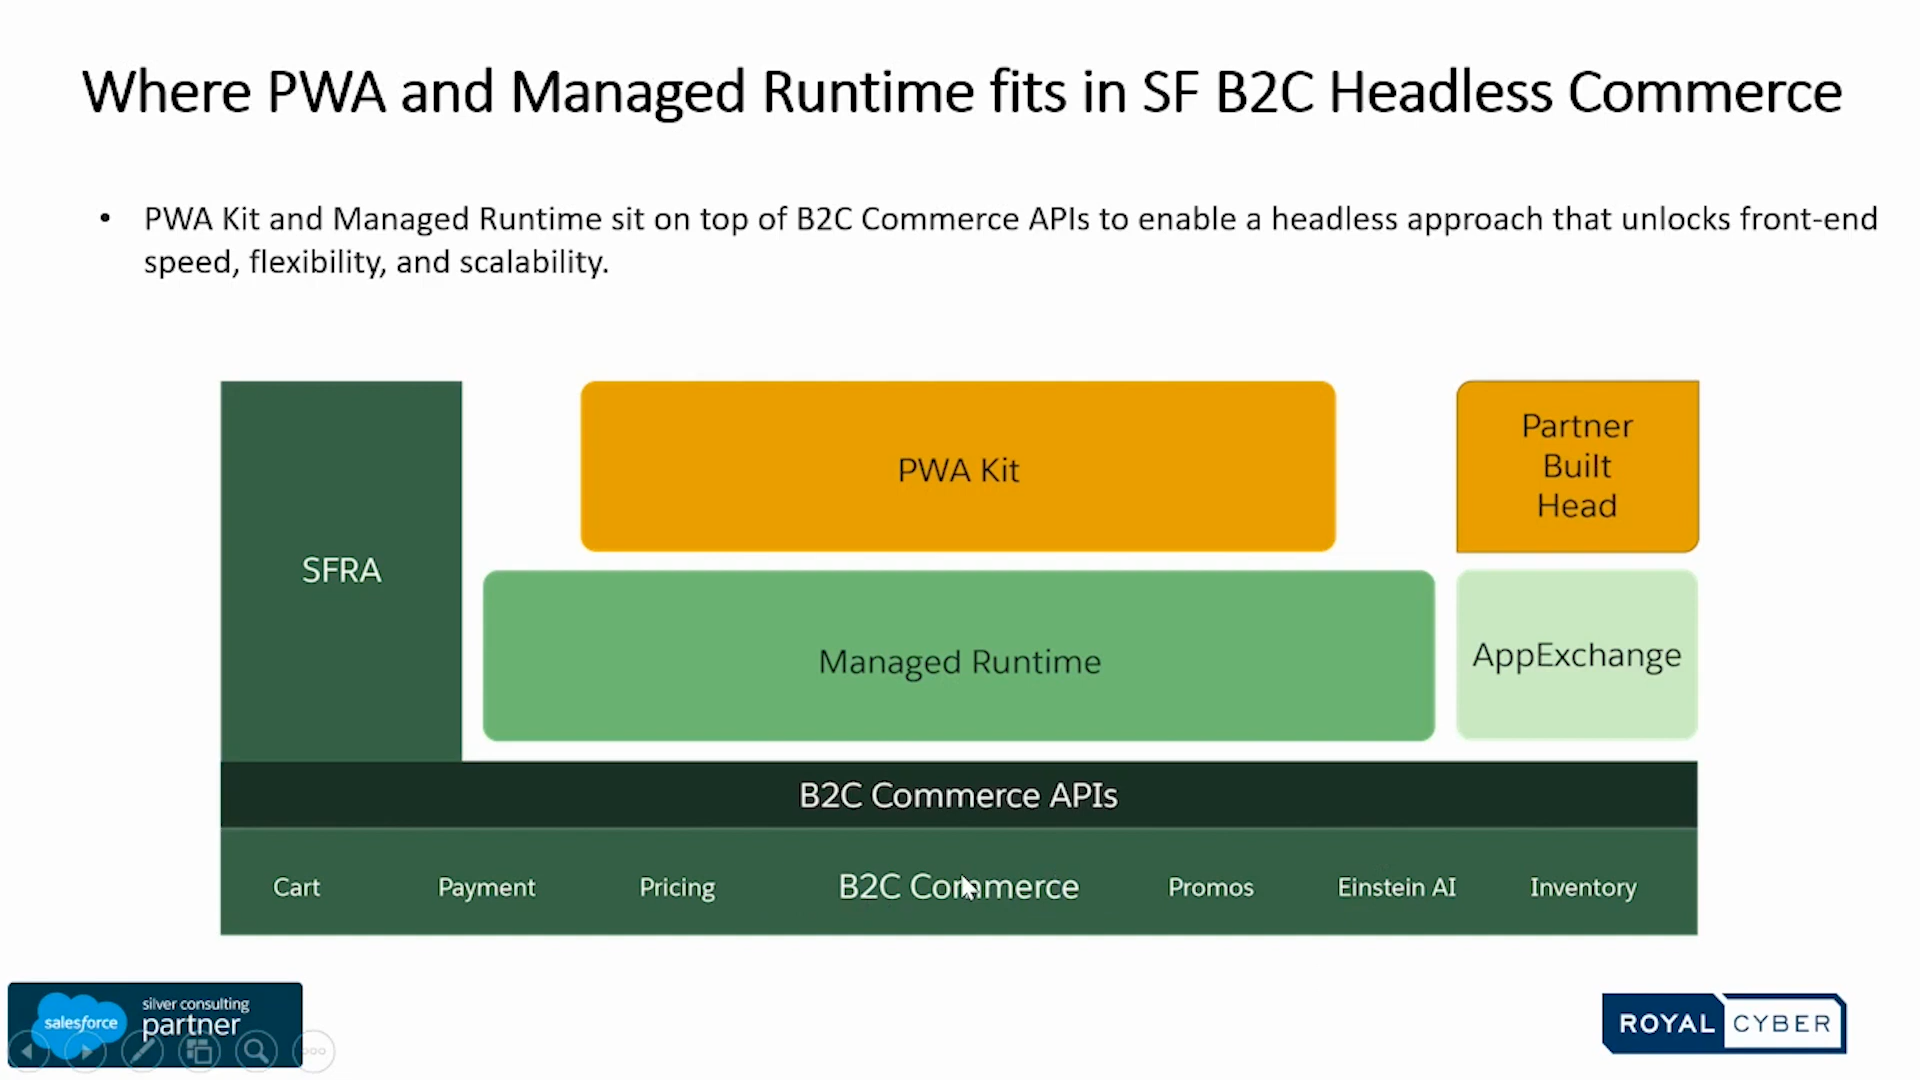 Where PWA and Managed Runtime fits in SF B2C Headless Commerce
• PWA Kit and Managed Runtime sit on top of B2C Commerce APIs to enable a headless approach that unlocks front-end
speed, flexibility, and scalability.
SFRA
PWA Kit
Partner
Built
Head
Managed Runtime
AppExchange
B2C Commerce APIs
Cart Payment Pricing B2C Commerce Promos Einstein AI Inventory
salesforce
silver consulting
partner
ROYAL CYBER